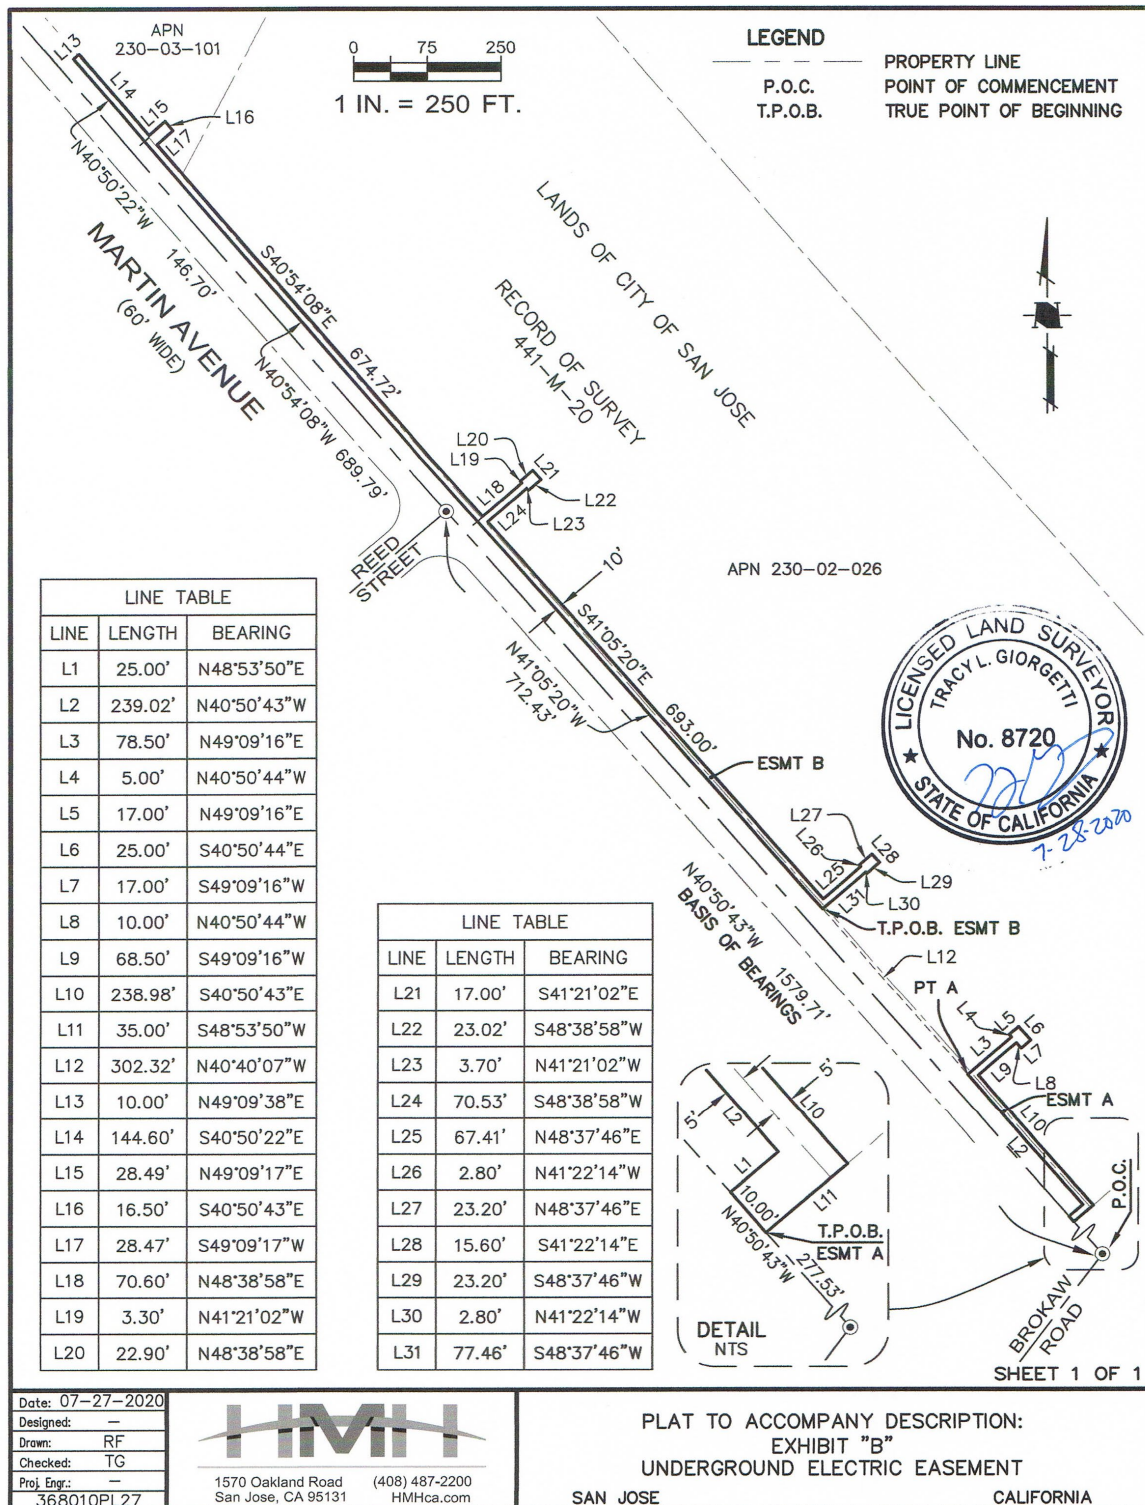 APN
230-03-101
0 75 250
1 IN. = 250 FT.
LEGEND
PROPERTY LINE
P.O.C. POINT OF COMMENCEMENT
T.P.O.B. TRUE POINT OF BEGINNING
L13
L14
L15
L16
L17
N40°50'22"W
146.70'
MARTIN AVENUE
(60' WIDE)
S40°54'08"E
674.72'
N40°54'08"W 689.79'
LANDS OF CITY OF SAN JOSE
RECORD OF SURVEY
441-M-20
N
L20
L19
L21
L18
L22
L24
L23
REED
STREET
10'
APN 230-02-026
S41°05'20"E
693.00'
N41°05'20"W
712.43'
ESMT B
LICENSED LAND SURVEYOR
TRACY L. GIORGETTI
No. 8720
STATE OF CALIFORNIA
7-28-2020
L27
L28
L26
L25
L29
L30
L31
T.P.O.B. ESMT B
N40°50'43"W 1579.71'
BASIS OF BEARINGS
L12
PT A
L4
L5
L6
L3
L7
L9
L8
ESMT A
L10
L2
P.O.C.
BROKAW
ROAD
5'
L10
L2
5'
L1
L11
10.00'
T.P.O.B.
ESMT A
N40°50'43"W
277.53'
DETAIL
NTS
LINE TABLE
LINE LENGTH BEARING
L1 25.00' N48°53'50"E
L2 239.02' N40°50'43"W
L3 78.50' N49°09'16"E
L4 5.00' N40°50'44"W
L5 17.00' N49°09'16"E
L6 25.00' S40°50'44"E
L7 17.00' S49°09'16"W
L8 10.00' N40°50'44"W
L9 68.50' S49°09'16"W
L10 238.98' S40°50'43"E
L11 35.00' S48°53'50"W
L12 302.32' N40°40'07"W
L13 10.00' N49°09'38"E
L14 144.60' S40°50'22"E
L15 28.49' N49°09'17"E
L16 16.50' S40°50'43"E
L17 28.47' S49°09'17"W
L18 70.60' N48°38'58"E
L19 3.30' N41°21'02"W
L20 22.90' N48°38'58"E
LINE TABLE
LINE LENGTH BEARING
L21 17.00' S41°21'02"E
L22 23.02' S48°38'58"W
L23 3.70' N41°21'02"W
L24 70.53' S48°38'58"W
L25 67.41' N48°37'46"E
L26 2.80' N41°22'14"W
L27 23.20' N48°37'46"E
L28 15.60' S41°22'14"E
L29 23.20' S48°37'46"W
L30 2.80' N41°22'14"W
L31 77.46' S48°37'46"W
SHEET 1 OF 1
Date: 07-27-2020
Designed: —
Drawn: RF
Checked: TG
Proj. Engr.: —
368010PL27
HMH
1570 Oakland Road (408) 487-2200
San Jose, CA 95131 HMHca.com
PLAT TO ACCOMPANY DESCRIPTION:
EXHIBIT "B"
UNDERGROUND ELECTRIC EASEMENT
SAN JOSE CALIFORNIA